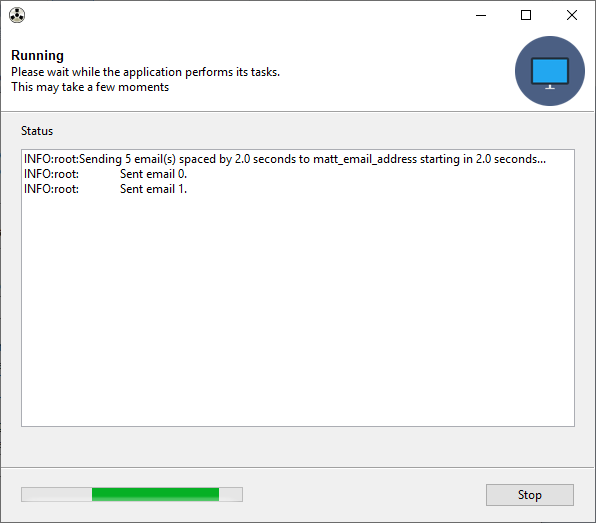 Running
Please wait while the application performs its tasks.
This may take a few moments
Status
INFO:root:Sending 5 email(s) spaced by 2.0 seconds to matt_email_address starting in 2.0 seconds...
INFO:root: Sent email 0.
INFO:root: Sent email 1.
Stop